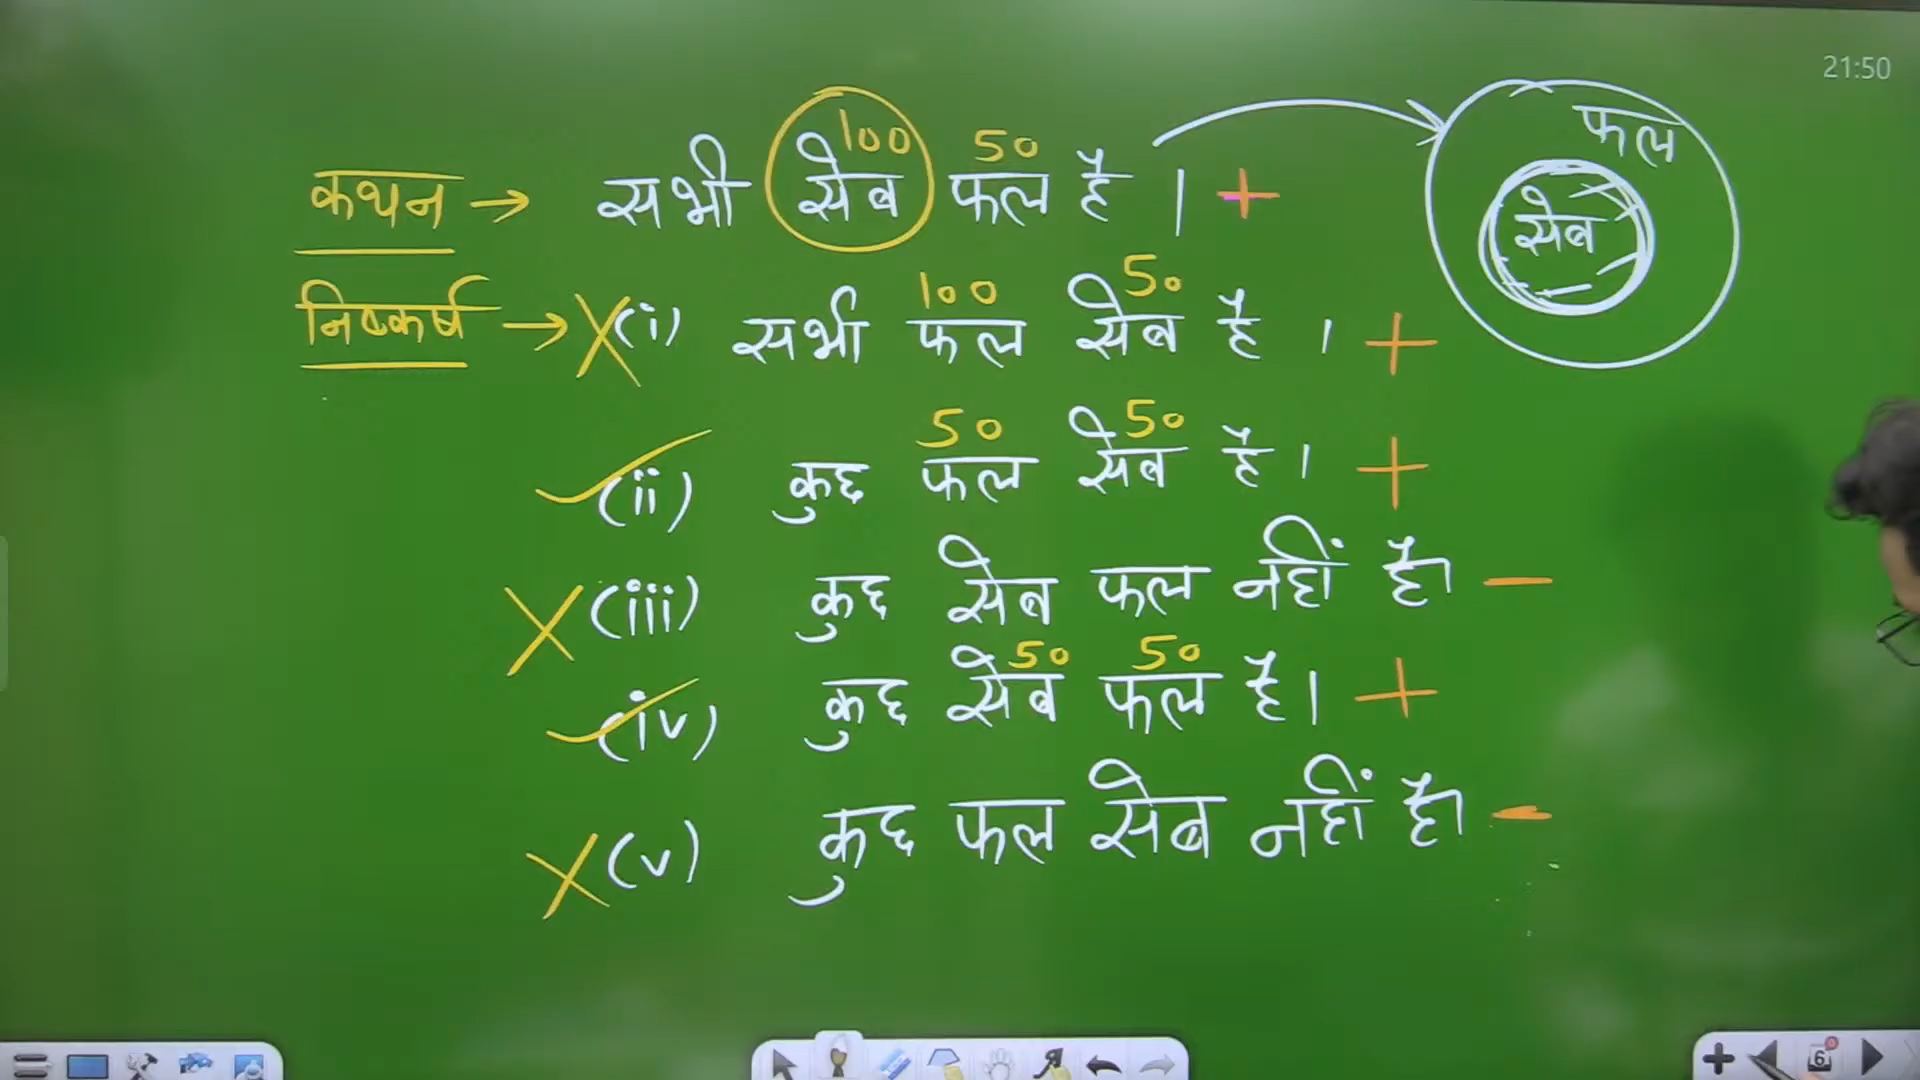 21:50
100 50 फल
कथन → सभी सेब फल है । +
सेब
100 50
निष्कर्ष → X (i) सभी फल सेब है । +
50 50
(ii) कुछ फल सेब है । +
X (iii) कुछ सेब फल नहीं है। −
50 50
(iv) कुछ सेब फल है । +
X (v) कुछ फल सेब नहीं है। −
6